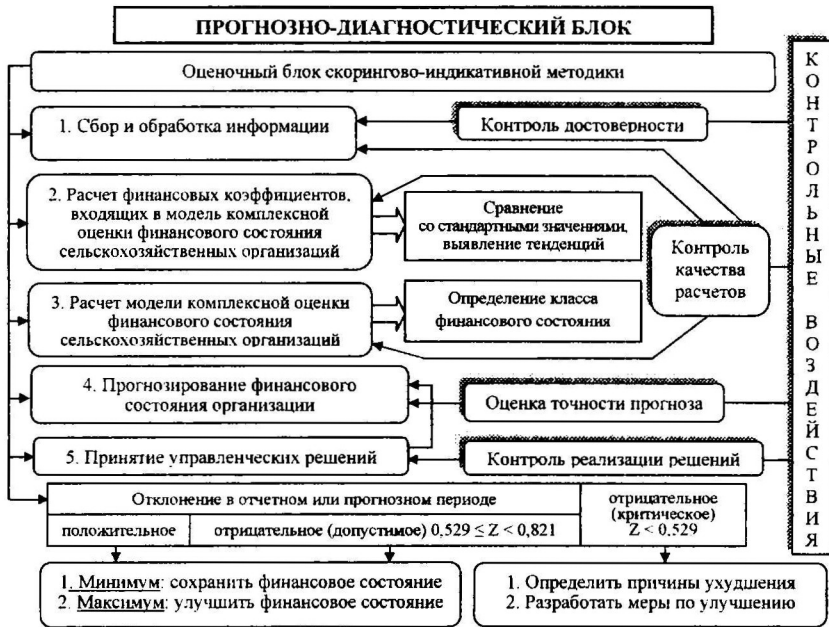 ПРОГНОЗНО-ДИАГНОСТИЧЕСКИЙ БЛОК
Оценочный блок скорингово-индикативной методики
1. Сбор и обработка информации
Контроль достоверности
2. Расчет финансовых коэффициентов,
входящих в модель комплексной
оценки финансового состояния
сельскохозяйственных организаций
Сравнение
со стандартными значениями,
выявление тенденций
Контроль
качества
расчетов
3. Расчет модели комплексной оценки
финансового состояния
сельскохозяйственных организаций
Определение класса
финансового состояния
4. Прогнозирование финансового
состояния организации
Оценка точности прогноза
5. Принятие управленческих решений
Контроль реализации решений
КОНТРОЛЬНЫЕ ВОЗДЕЙСТВИЯ
Отклонение в отчетном или прогнозном периоде
отрицательное
(критическое)
Z < 0,529
положительное
отрицательное (допустимое) 0,529 ≤ Z < 0,821
1. Минимум: сохранить финансовое состояние
2. Максимум: улучшить финансовое состояние
1. Определить причины ухудшения
2. Разработать меры по улучшению